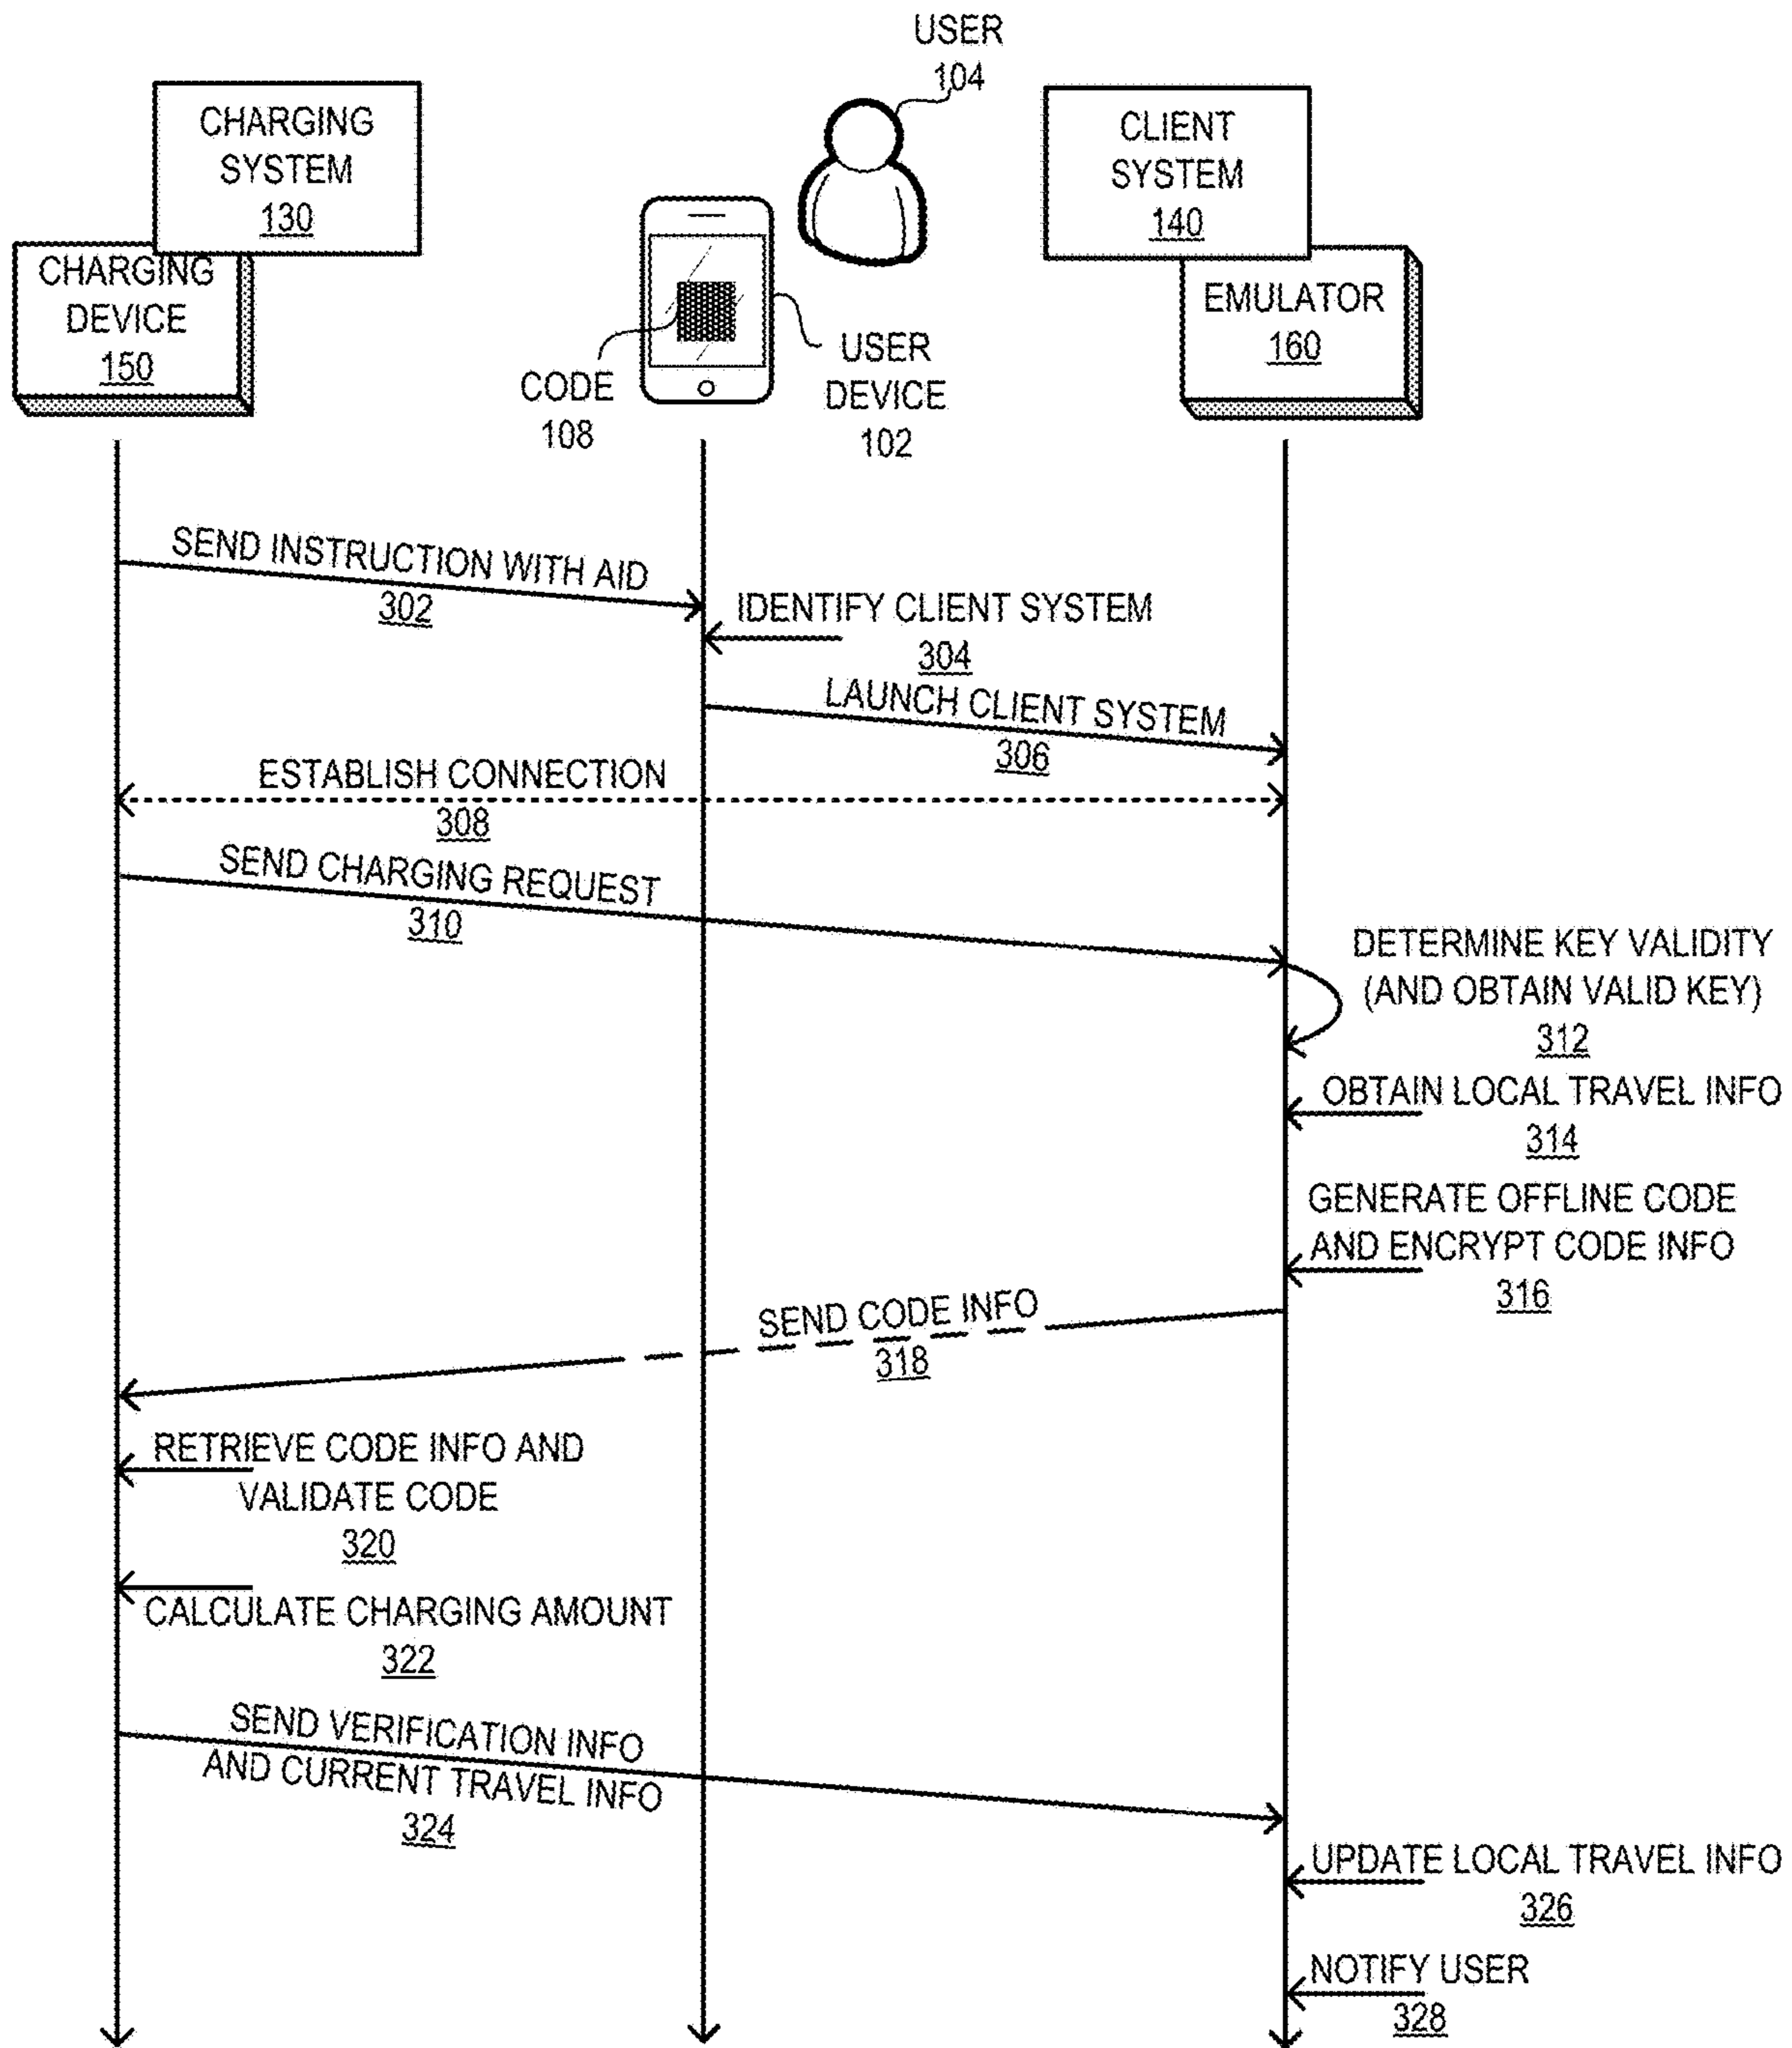 USER
104
CHARGING
SYSTEM
130
CLIENT
SYSTEM
140
CHARGING
DEVICE
150
EMULATOR
160
CODE
108
USER
DEVICE
102
SEND INSTRUCTION WITH AID
302
IDENTIFY CLIENT SYSTEM
304
LAUNCH CLIENT SYSTEM
306
ESTABLISH CONNECTION
308
SEND CHARGING REQUEST
310
DETERMINE KEY VALIDITY
(AND OBTAIN VALID KEY)
312
OBTAIN LOCAL TRAVEL INFO
314
GENERATE OFFLINE CODE
AND ENCRYPT CODE INFO
316
SEND CODE INFO
318
RETRIEVE CODE INFO AND
VALIDATE CODE
320
CALCULATE CHARGING AMOUNT
322
SEND VERIFICATION INFO
AND CURRENT TRAVEL INFO
324
UPDATE LOCAL TRAVEL INFO
326
NOTIFY USER
328